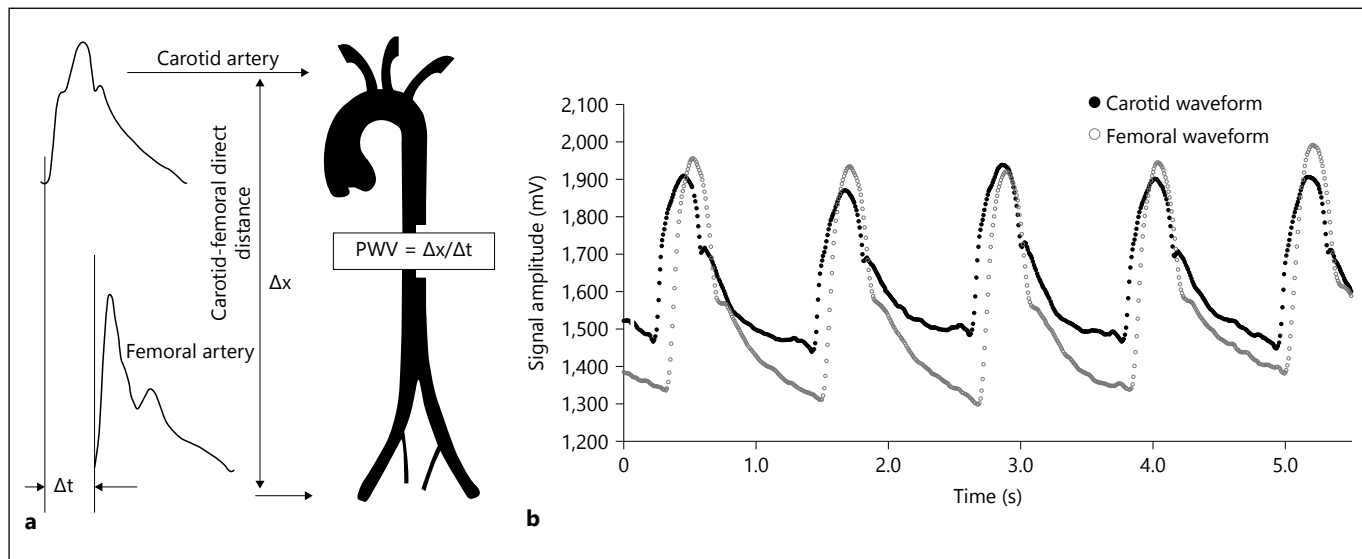 Carotid artery
Carotid-femoral direct
distance
Δx
PWV = Δx/Δt
Femoral artery
Δt
a
2,100
2,000
1,900
1,800
1,700
1,600
1,500
1,400
1,300
1,200
Signal amplitude (mV)
Carotid waveform
Femoral waveform
0
1.0
2.0
3.0
4.0
5.0
Time (s)
b